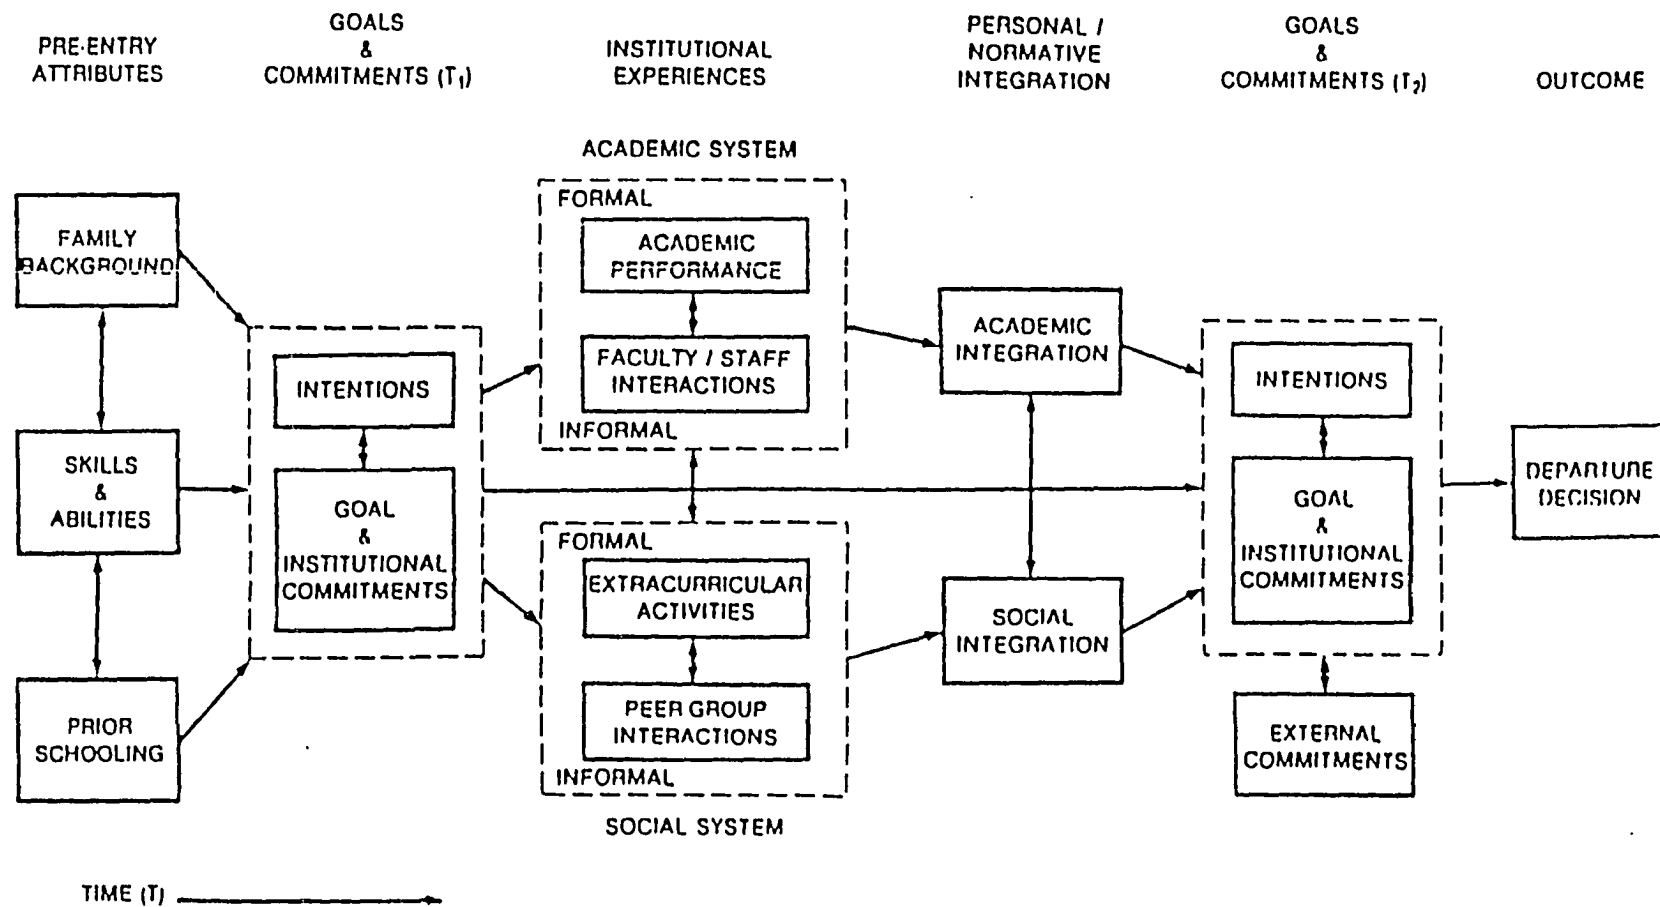 PRE-ENTRY
ATTRIBUTES
GOALS
&
COMMITMENTS (T₁)
INSTITUTIONAL
EXPERIENCES
PERSONAL /
NORMATIVE
INTEGRATION
GOALS
&
COMMITMENTS (T₂)
OUTCOME
FAMILY
BACKGROUND
SKILLS
&
ABILITIES
PRIOR
SCHOOLING
INTENTIONS
GOAL
&
INSTITUTIONAL
COMMITMENTS
ACADEMIC SYSTEM
FORMAL
ACADEMIC
PERFORMANCE
FACULTY / STAFF
INTERACTIONS
INFORMAL
FORMAL
EXTRACURRICULAR
ACTIVITIES
PEER GROUP
INTERACTIONS
INFORMAL
SOCIAL SYSTEM
ACADEMIC
INTEGRATION
SOCIAL
INTEGRATION
INTENTIONS
GOAL
&
INSTITUTIONAL
COMMITMENTS
EXTERNAL
COMMITMENTS
DEPARTURE
DECISION
TIME (T)